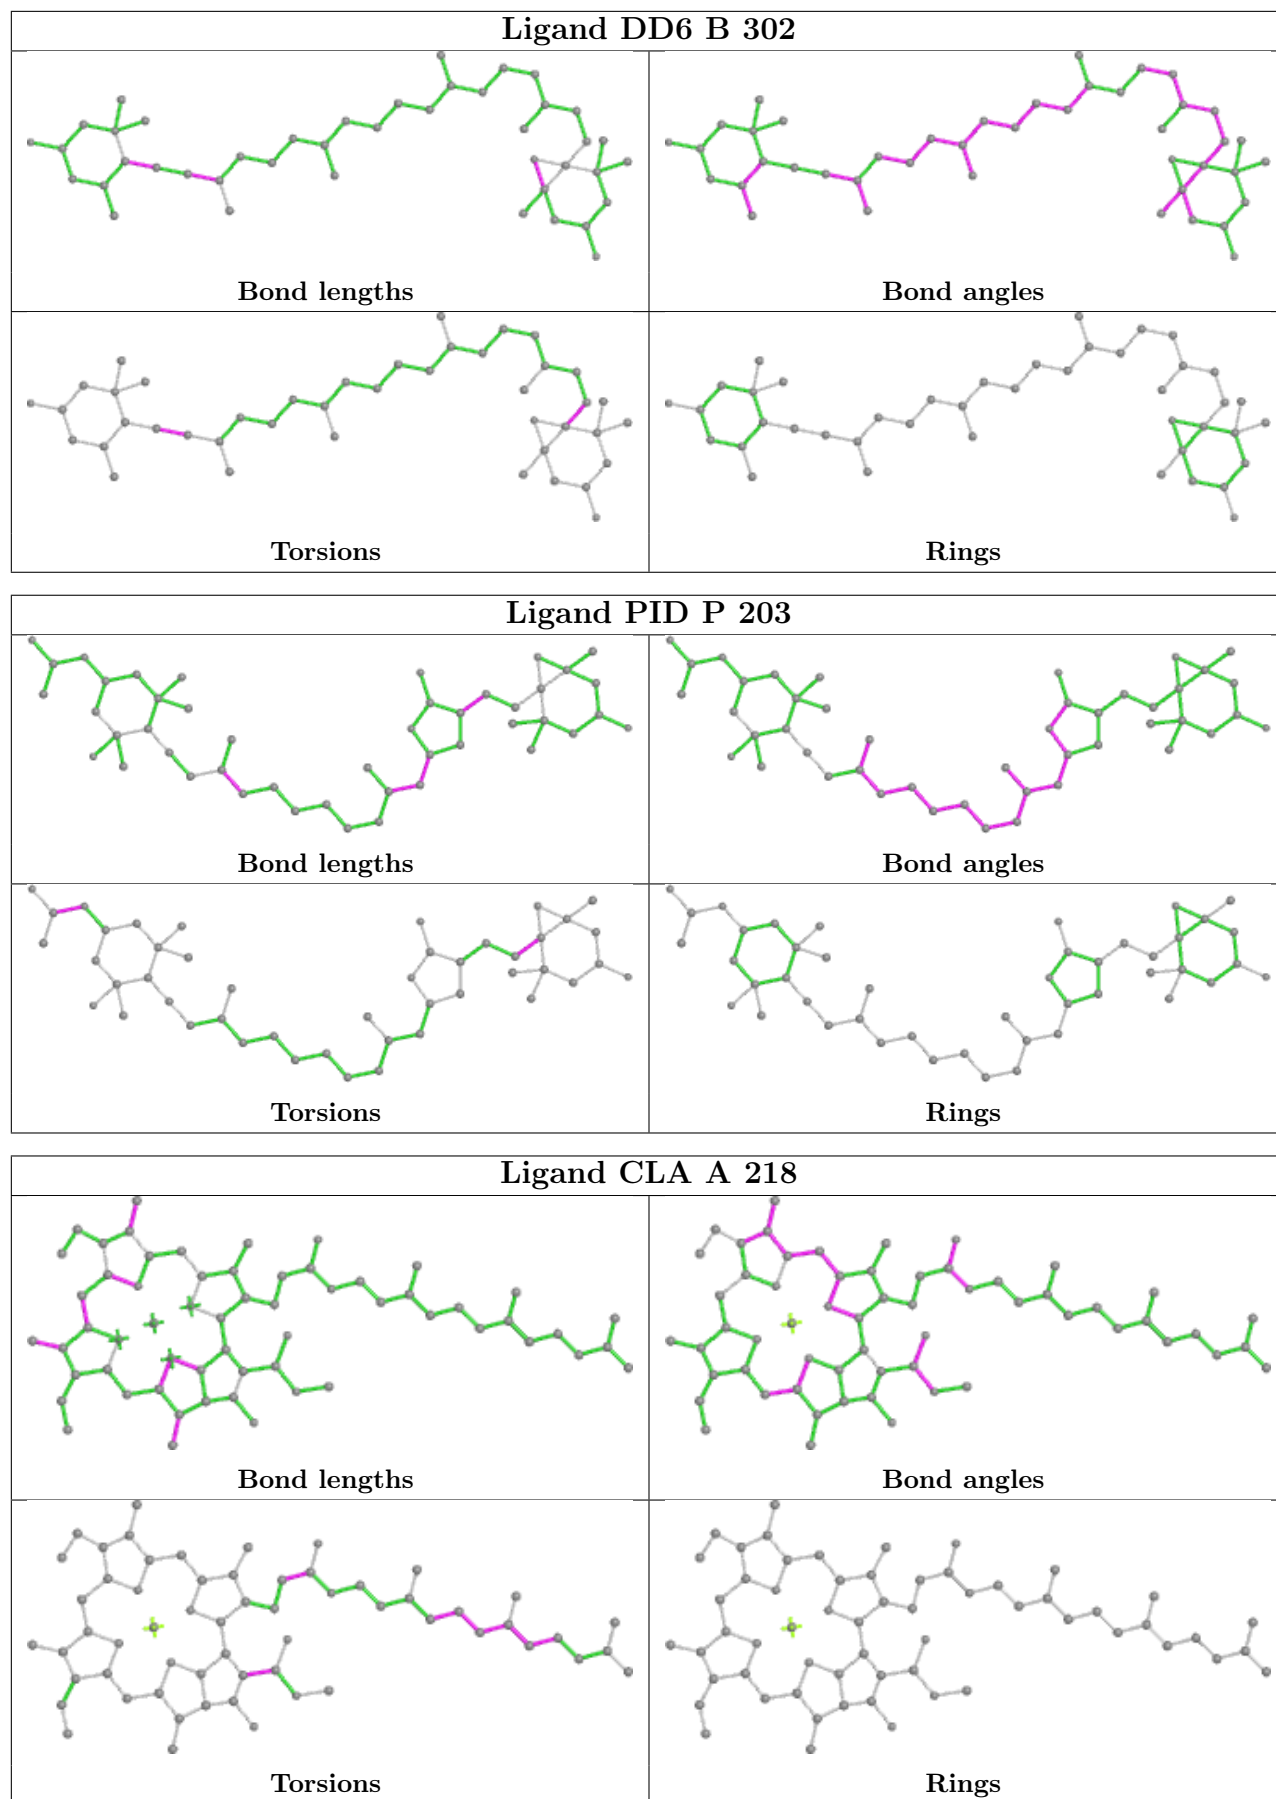 Ligand DD6 B 302
Bond lengths
Bond angles
Torsions
Rings
Ligand PID P 203
Bond lengths
Bond angles
Torsions
Rings
Ligand CLA A 218
Bond lengths
Bond angles
Torsions
Rings